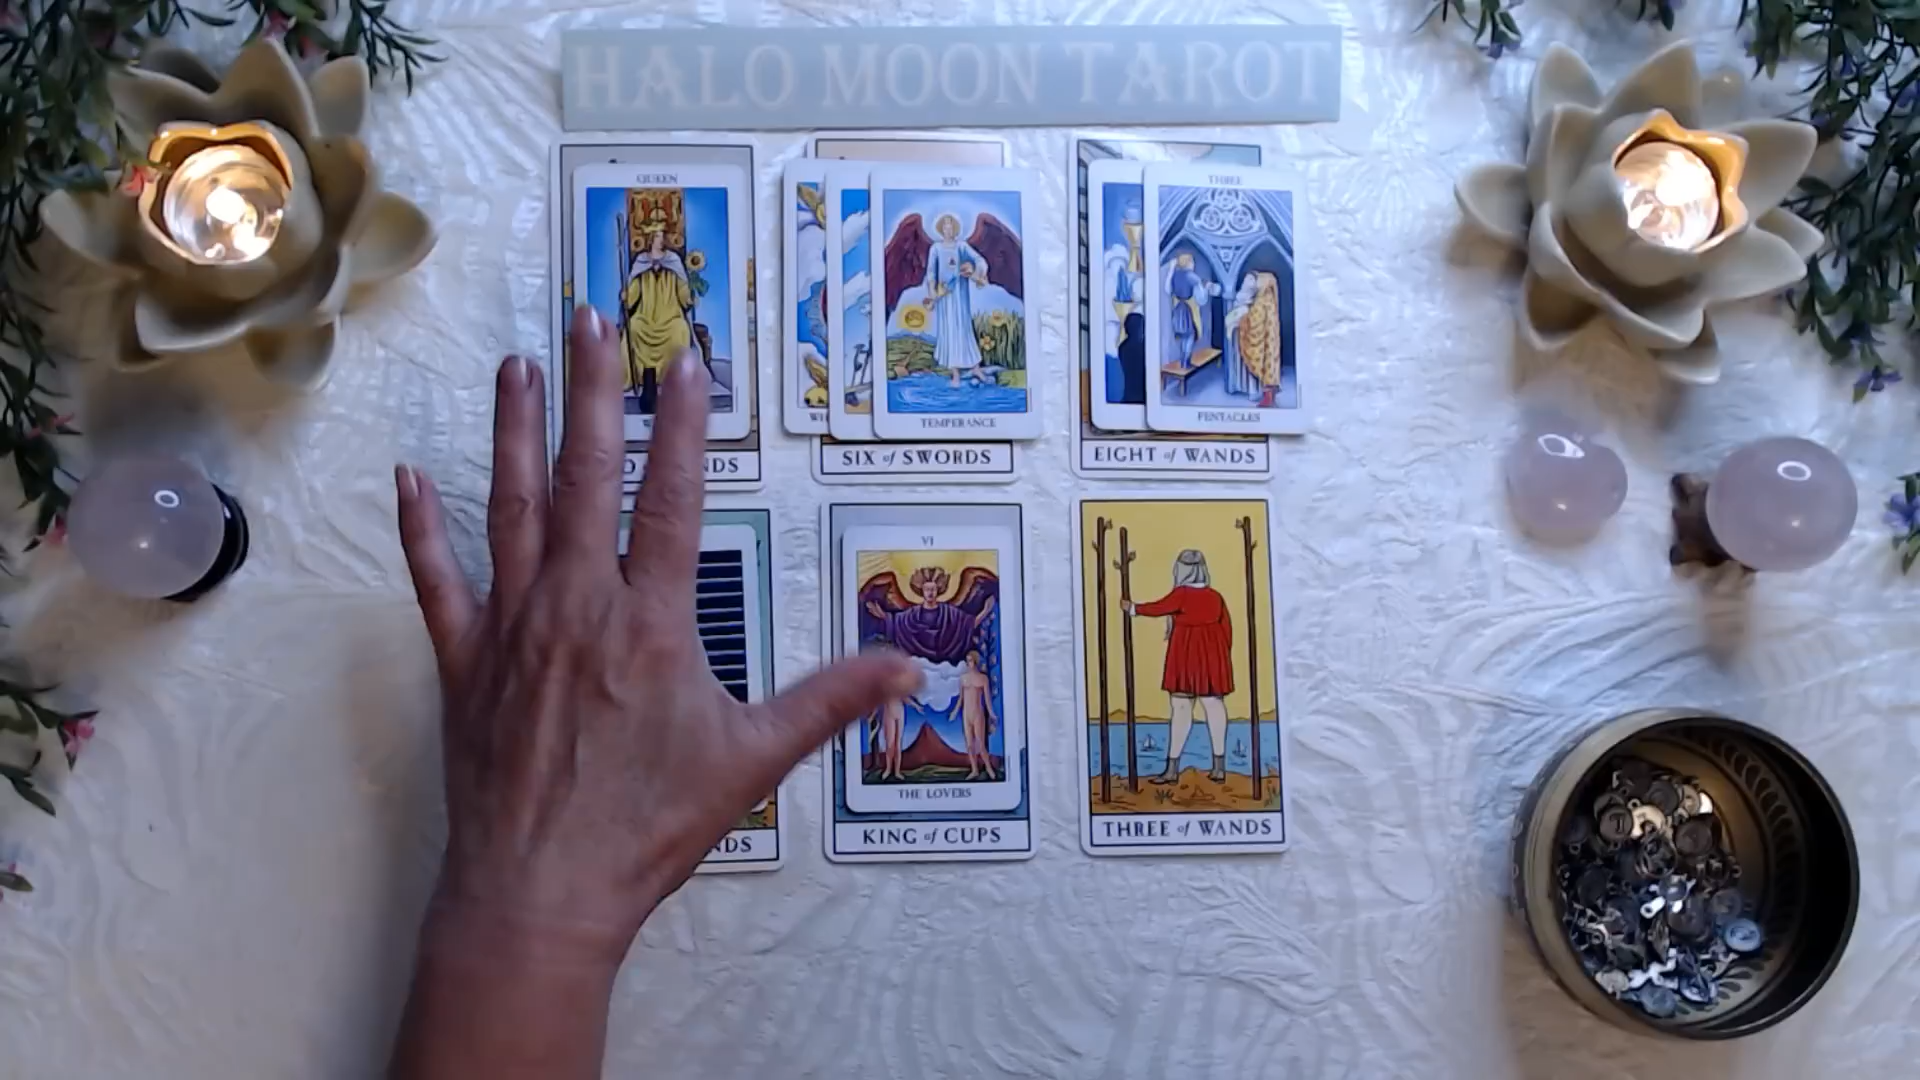 HALO MOON TAROT
QUEEN
XIV
THREE
TEMPERANCE
PENTACLES
SIX of SWORDS
EIGHT of WANDS
VI
THE LOVERS
KING of CUPS
THREE of WANDS